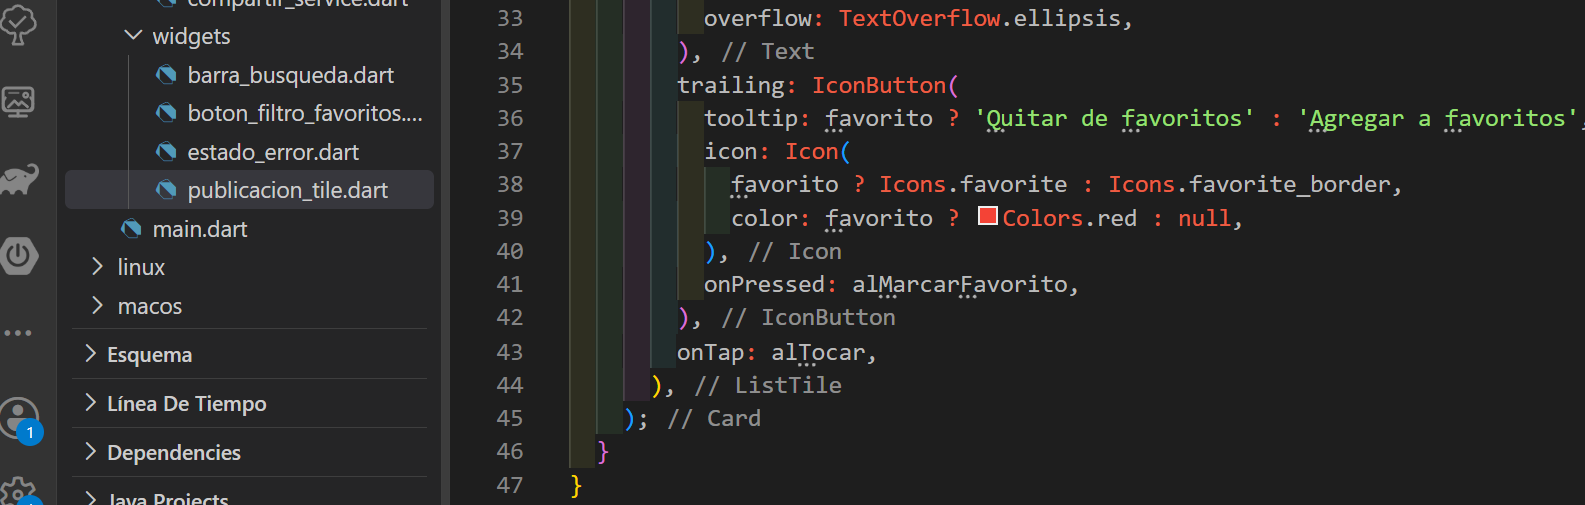 compartir_service.dart
widgets
barra_busqueda.dart
boton_filtro_favoritos....
estado_error.dart
publicacion_tile.dart
main.dart
linux
macos
Esquema
Línea De Tiempo
Dependencies
Java Projects
1
33 overflow: TextOverflow.ellipsis,
34 ), // Text
35 trailing: IconButton(
36 tooltip: favorito ? 'Quitar de favoritos' : 'Agregar a favoritos',
37 icon: Icon(
38 favorito ? Icons.favorite : Icons.favorite_border,
39 color: favorito ? Colors.red : null,
40 ), // Icon
41 onPressed: alMarcarFavorito,
42 ), // IconButton
43 onTap: alTocar,
44 ), // ListTile
45 ); // Card
46 }
47 }